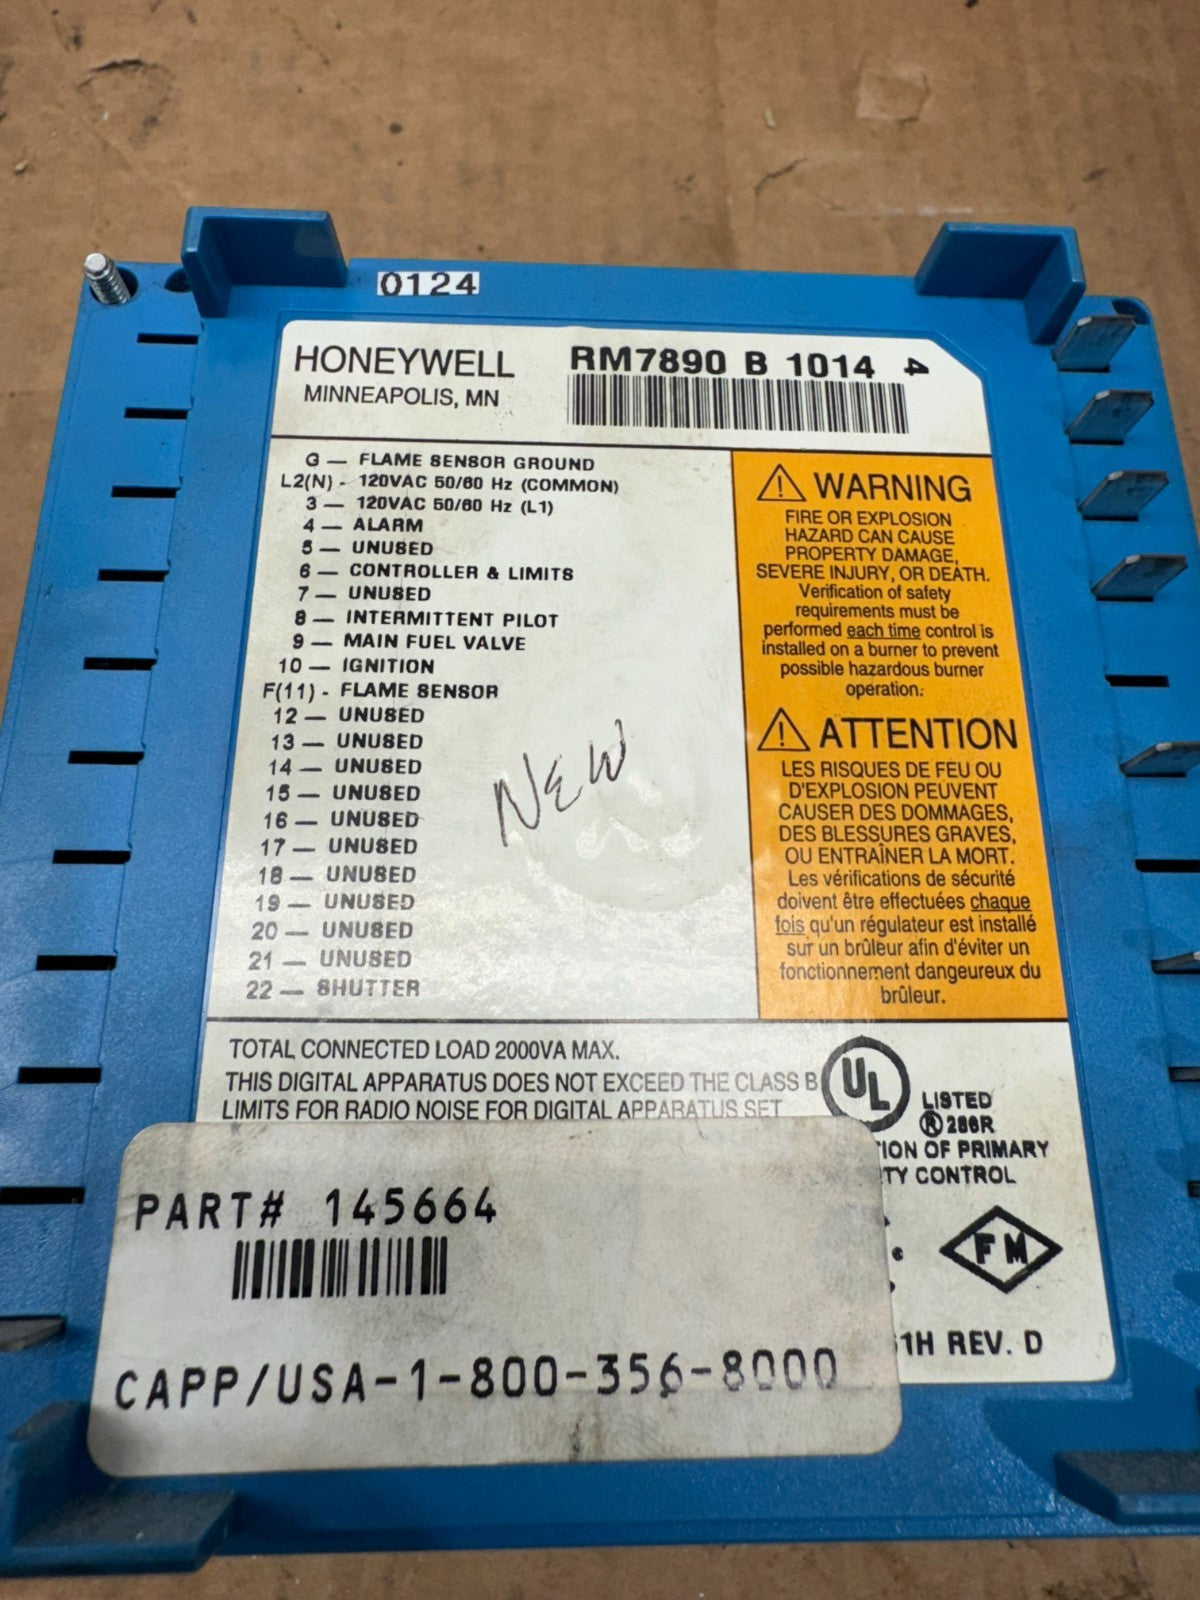 0124
HONEYWELL
MINNEAPOLIS, MN
RM7890 B 1014 4
G — FLAME SENSOR GROUND
L2(N) - 120VAC 50/60 Hz (COMMON)
3 — 120VAC 50/60 Hz (L1)
4 — ALARM
5 — UNUSED
6 — CONTROLLER & LIMITS
7 — UNUSED
8 — INTERMITTENT PILOT
9 — MAIN FUEL VALVE
10 — IGNITION
F(11) - FLAME SENSOR
12 — UNUSED
13 — UNUSED
14 — UNUSED
15 — UNUSED
16 — UNUSED
17 — UNUSED
18 — UNUSED
19 — UNUSED
20 — UNUSED
21 — UNUSED
22 — SHUTTER
NEW
WARNING
FIRE OR EXPLOSION
HAZARD CAN CAUSE
PROPERTY DAMAGE,
SEVERE INJURY, OR DEATH.
Verification of safety
requirements must be
performed each time control is
installed on a burner to prevent
possible hazardous burner
operation.
ATTENTION
LES RISQUES DE FEU OU
D'EXPLOSION PEUVENT
CAUSER DES DOMMAGES,
DES BLESSURES GRAVES,
OU ENTRAÎNER LA MORT.
Les vérifications de sécurité
doivent être effectuées chaque
fois qu'un régulateur est installé
sur un brûleur afin d'éviter un
fonctionnement dangeureux du
brûleur.
TOTAL CONNECTED LOAD 2000VA MAX.
THIS DIGITAL APPARATUS DOES NOT EXCEED THE CLASS B
LIMITS FOR RADIO NOISE FOR DIGITAL APPARATUS SET
UL
LISTED
® 286R
TION OF PRIMARY
TY CONTROL
FM
51H REV. D
PART# 145664
CAPP/USA-1-800-356-8000